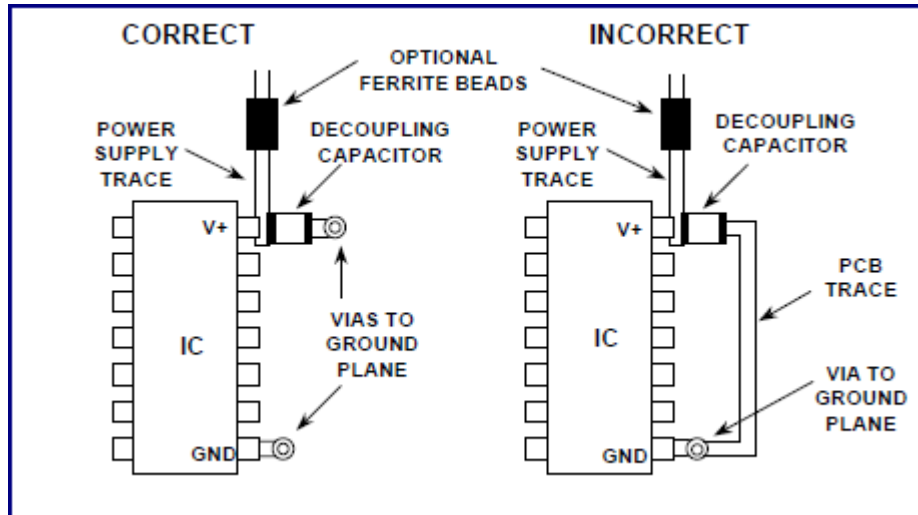 CORRECT
INCORRECT
OPTIONAL
FERRITE BEADS
POWER
SUPPLY
TRACE
DECOUPLING
CAPACITOR
V+
IC
GND
VIAS TO
GROUND
PLANE
POWER
SUPPLY
TRACE
DECOUPLING
CAPACITOR
V+
IC
GND
PCB
TRACE
VIA TO
GROUND
PLANE